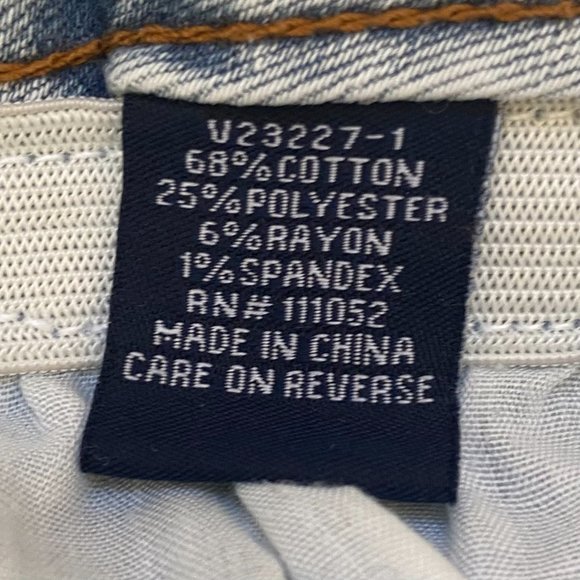 V23227-1
68%COTTON
25%POLYESTER
6%RAYON
1%SPANDEX
RN# 111052
MADE IN CHINA
CARE ON REVERSE